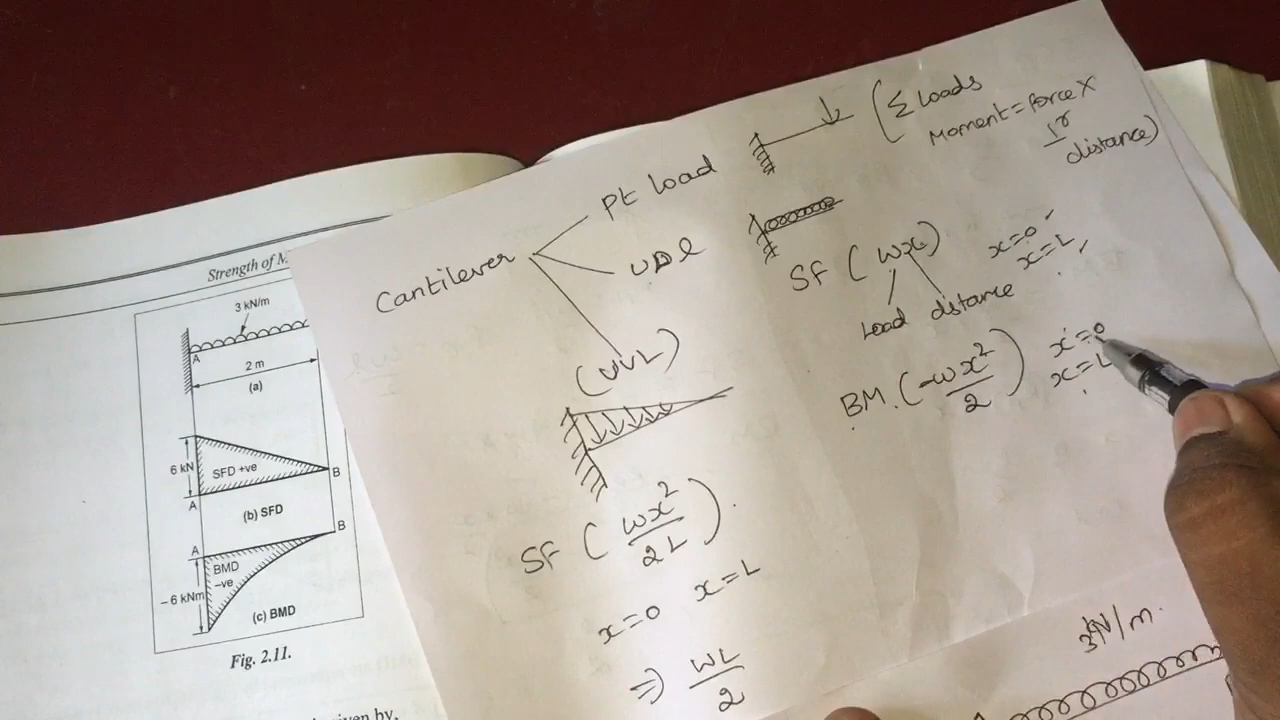 Strength of M
3 kN/m
A
2 m
(a)
6 kN
SFD +ve
B
A
(b) SFD
A
B
BMD
–ve
– 6 kNm
(c) BMD
Fig. 2.11.
given by,
Cantilever
Pt load
UDL
(UVL)
SF ( wx²/2L ).
x=0 x=L
⇒ WL/2
( Σ Loads
Moment = Force X
1r
distance)
SF ( wx )
Load distance
x=0
x=L
BM. ( -wx²/2 )
x=0
x=L
3kN/m.